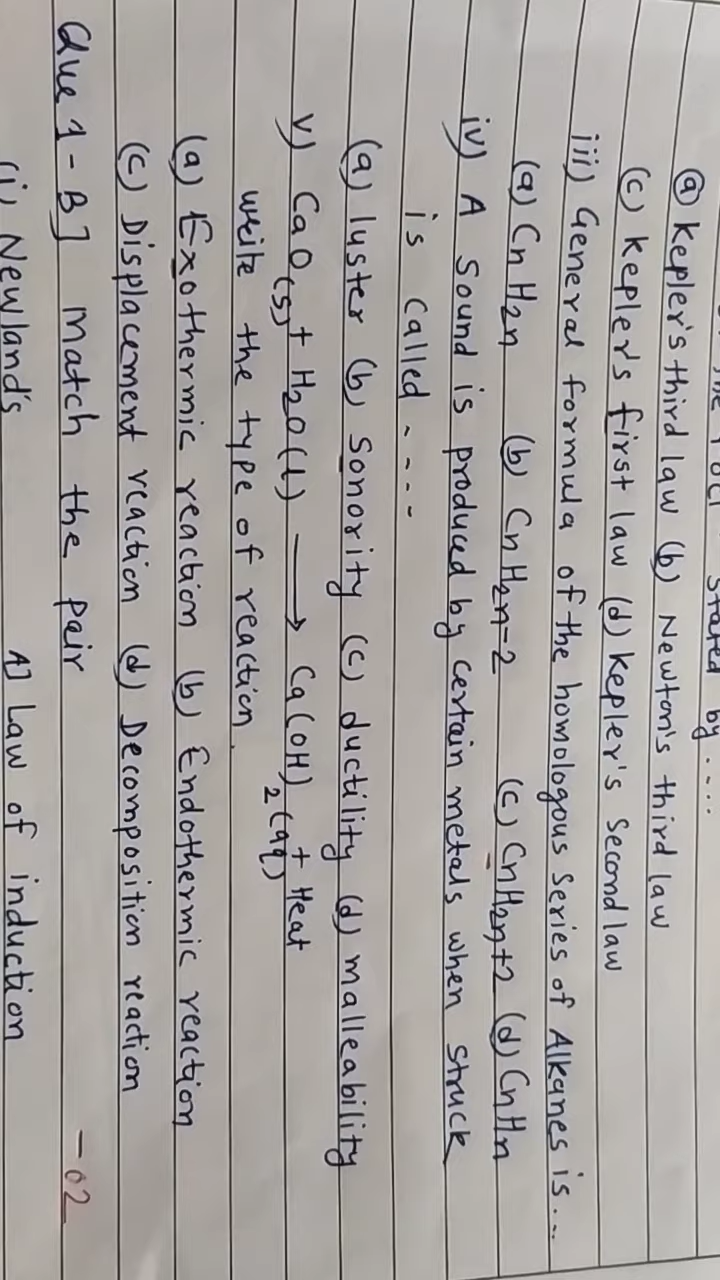 stated by....
(a) Kepler's third law (b) Newton's third law
(c) Kepler's first law (d) Kepler's Second law
iii) General formula of the homologous series of Alkanes is...
(a) CnH2n (b) CnH2n-2 (c) CnH2n+2 (d) CnHn
iv) A Sound is produced by certain metals when struck
is called ....
(a) luster (b) Sonority (c) ductility (d) malleability
v) CaO(s) + H2O(l) → Ca(OH)2(aq) + Heat
write the type of reaction.
(a) Exothermic reaction (b) Endothermic reaction
(c) Displacement reaction (d) Decomposition reaction
Que 1-B] Match the pair -02
(i) Newland's A] Law of induction